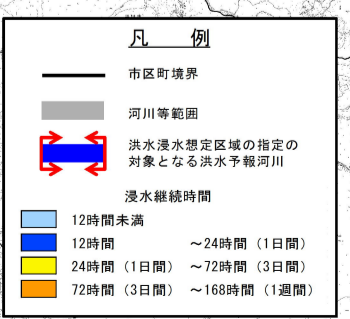 凡 例
市区町境界
河川等範囲
洪水浸水想定区域の指定の
対象となる洪水予報河川
浸水継続時間
12時間未満
12時間 ～24時間（1日間）
24時間（1日間） ～72時間（3日間）
72時間（3日間） ～168時間（1週間）